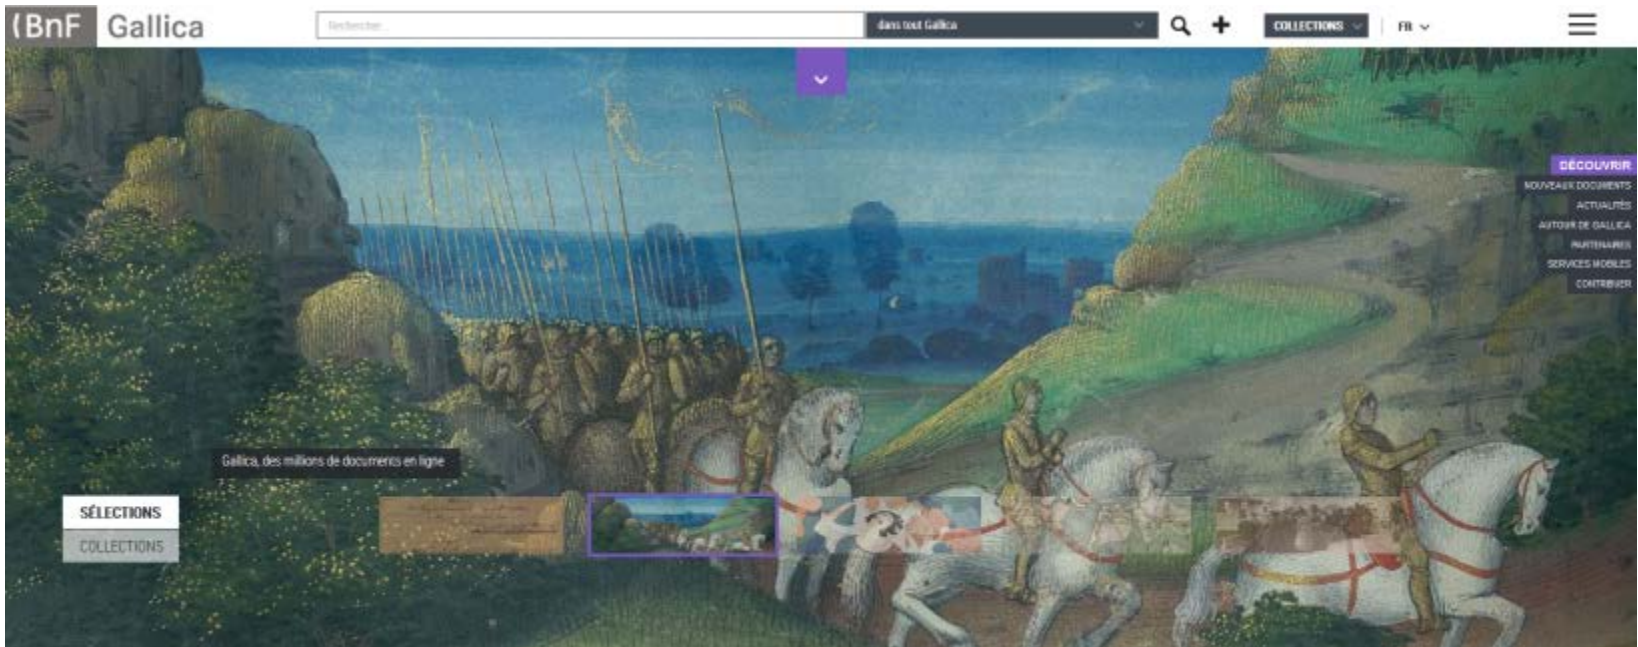 (BnF Gallica
Rechercher...
dans tout Gallica
COLLECTIONS
FR
DÉCOUVRIR
NOUVEAUX DOCUMENTS
ACTUALITÉS
AUTOUR DE GALLICA
PARTENAIRES
SERVICES MOBILES
CONTRIBUER
Gallica, des millions de documents en ligne
SÉLECTIONS
COLLECTIONS